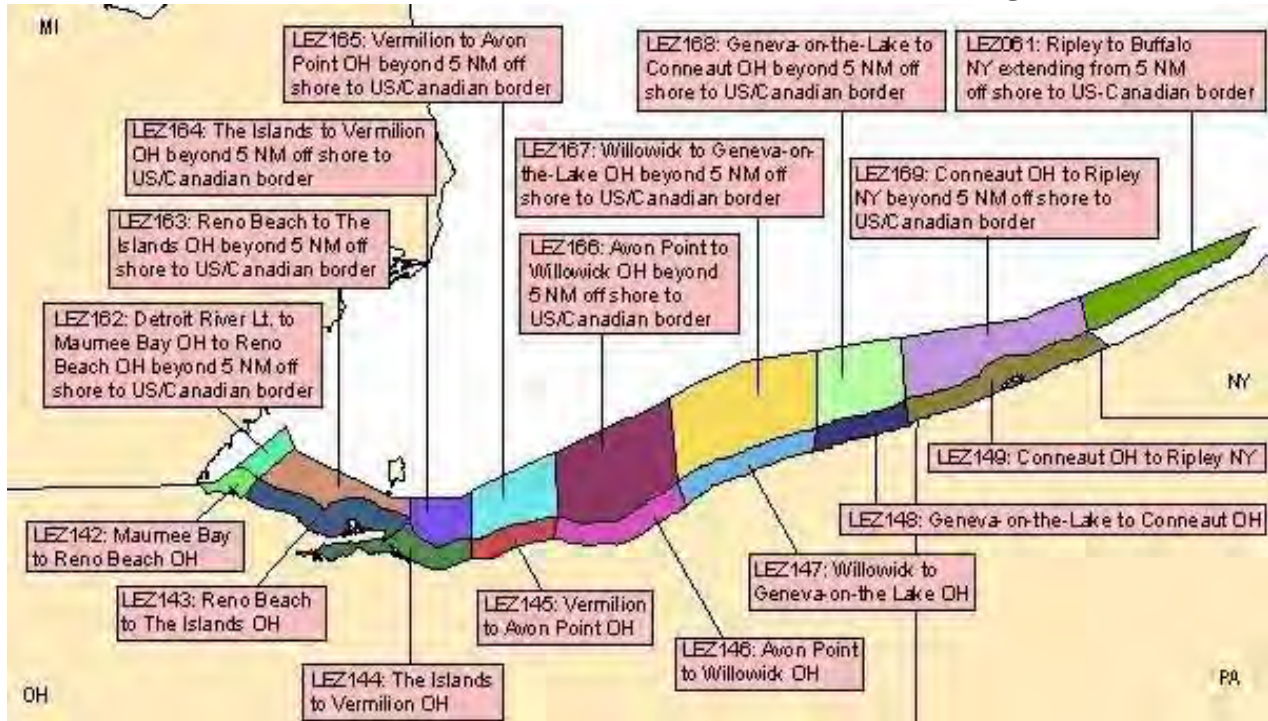 MI
LEZ165: Vermilion to Avon
Point OH beyond 5 NM off
shore to US/Canadian border
LEZ168: Geneva-on-the-Lake to
Conneaut OH beyond 5 NM off
shore to US/Canadian border
LEZ061: Ripley to Buffalo
NY extending from 5 NM
off shore to US-Canadian border
LEZ164: The Islands to Vermilion
OH beyond 5 NM off shore to
US/Canadian border
LEZ167: Willowick to Geneva-on-
the-Lake OH beyond 5 NM off
shore to US/Canadian border
LEZ169: Conneaut OH to Ripley
NY beyond 5 NM off shore to
US/Canadian border
LEZ163: Reno Beach to The
Islands OH beyond 5 NM off
shore to US/Canadian border
LEZ166: Avon Point to
Willowick OH beyond
5 NM off shore to
US/Canadian border
LEZ162: Detroit River Lt. to
Maumee Bay OH to Reno
Beach OH beyond 5 NM off
shore to US/Canadian border
NY
LEZ149: Conneaut OH to Ripley NY
LEZ142: Maumee Bay
to Reno Beach OH
LEZ148: Geneva-on-the-Lake to Conneaut OH
LEZ147: Willowick to
Geneva-on-the Lake OH
LEZ143: Reno Beach
to The Islands OH
LEZ145: Vermilion
to Avon Point OH
LEZ146: Avon Point
to Willowick OH
LEZ144: The Islands
to Vermilion OH
OH
PA